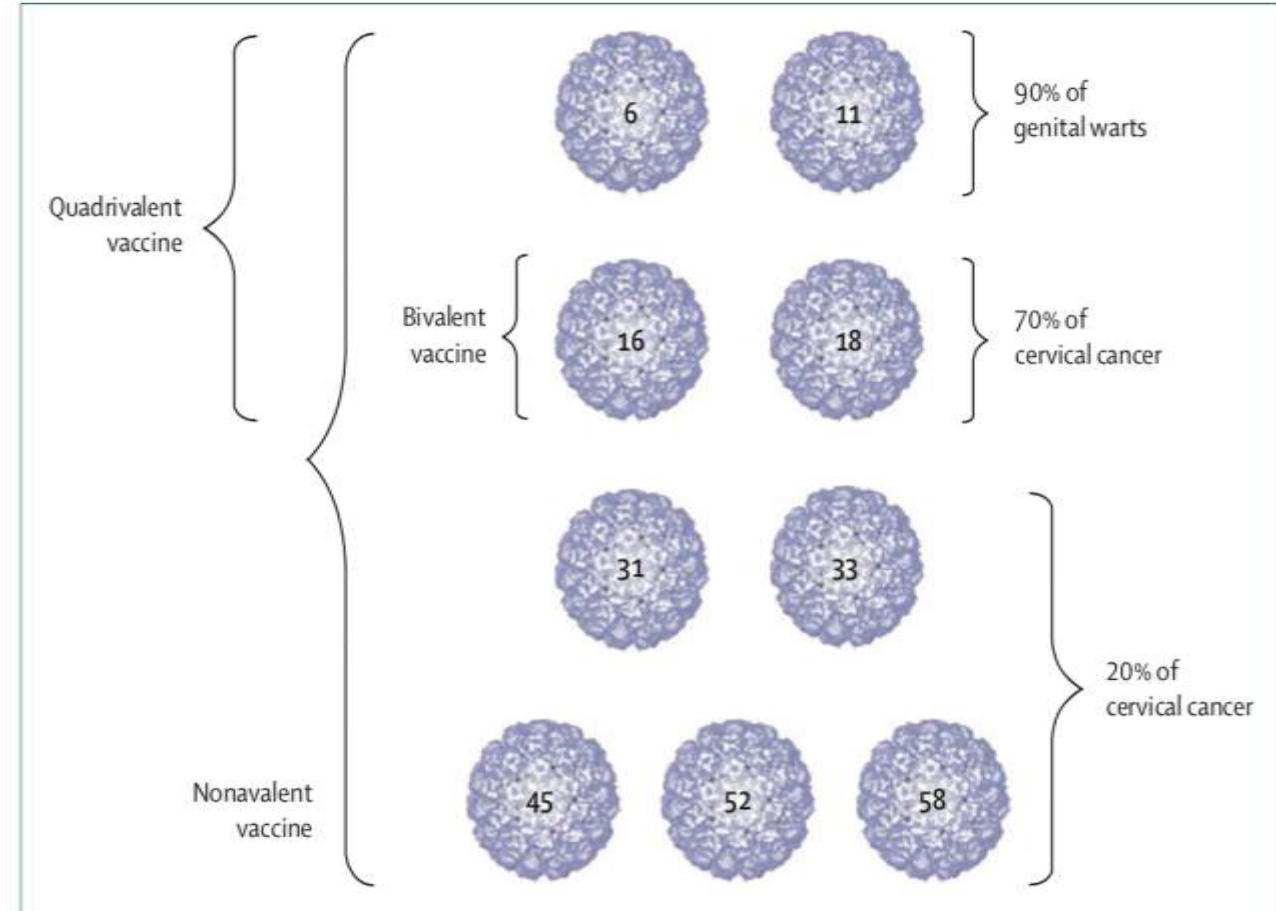 6
11
90% of
genital warts
Quadrivalent
vaccine
Bivalent
vaccine
16
18
70% of
cervical cancer
31
33
20% of
cervical cancer
Nonavalent
vaccine
45
52
58